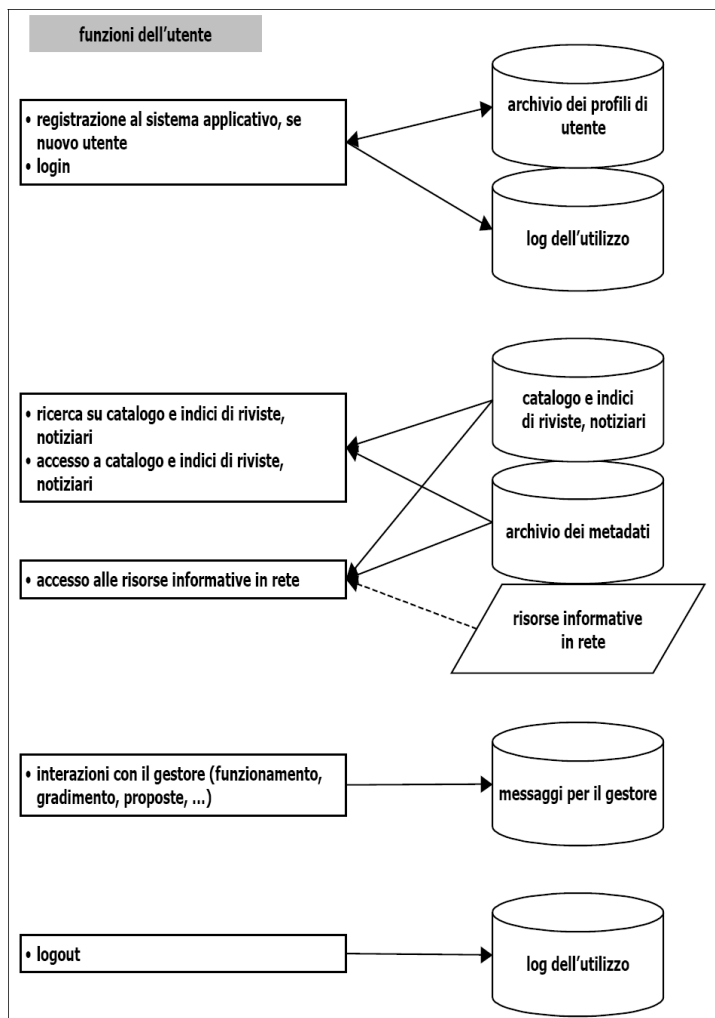 funzioni dell'utente
• registrazione al sistema applicativo, se
nuovo utente
• login
archivio dei profili di
utente
log dell'utilizzo
• ricerca su catalogo e indici di riviste,
notiziari
• accesso a catalogo e indici di riviste,
notiziari
catalogo e indici
di riviste, notiziari
archivio dei metadati
• accesso alle risorse informative in rete
risorse informative
in rete
• interazioni con il gestore (funzionamento,
gradimento, proposte, ...)
messaggi per il gestore
• logout
log dell'utilizzo